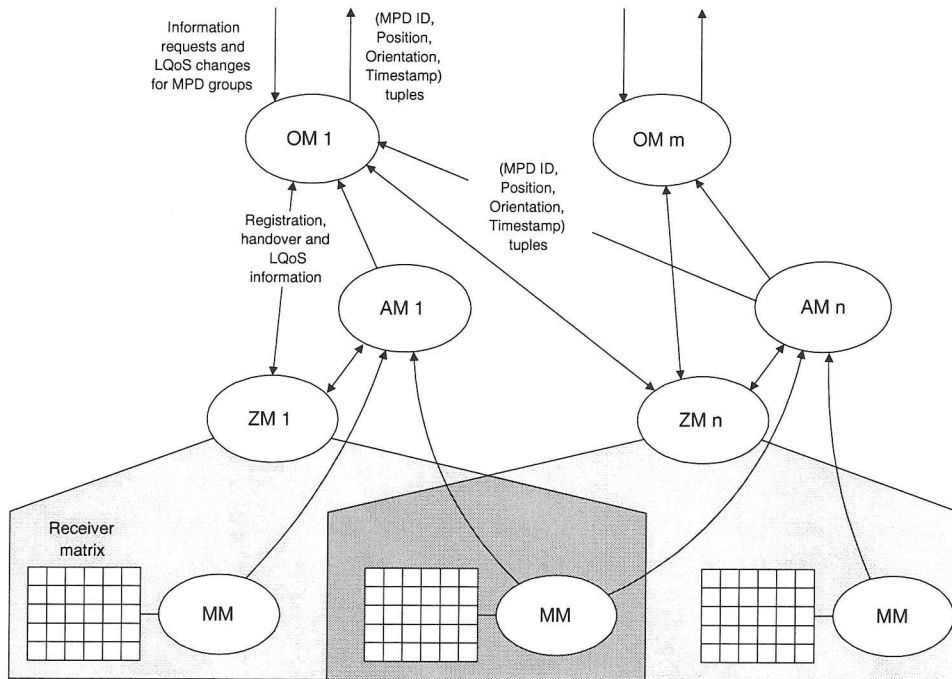 Information
requests and
LQoS changes
for MPD groups
(MPD ID,
Position,
Orientation,
Timestamp)
tuples
OM 1
OM m
(MPD ID,
Position,
Orientation,
Timestamp)
tuples
Registration,
handover and
LQoS
information
AM 1
AM n
ZM 1
ZM n
Receiver
matrix
MM
MM
MM